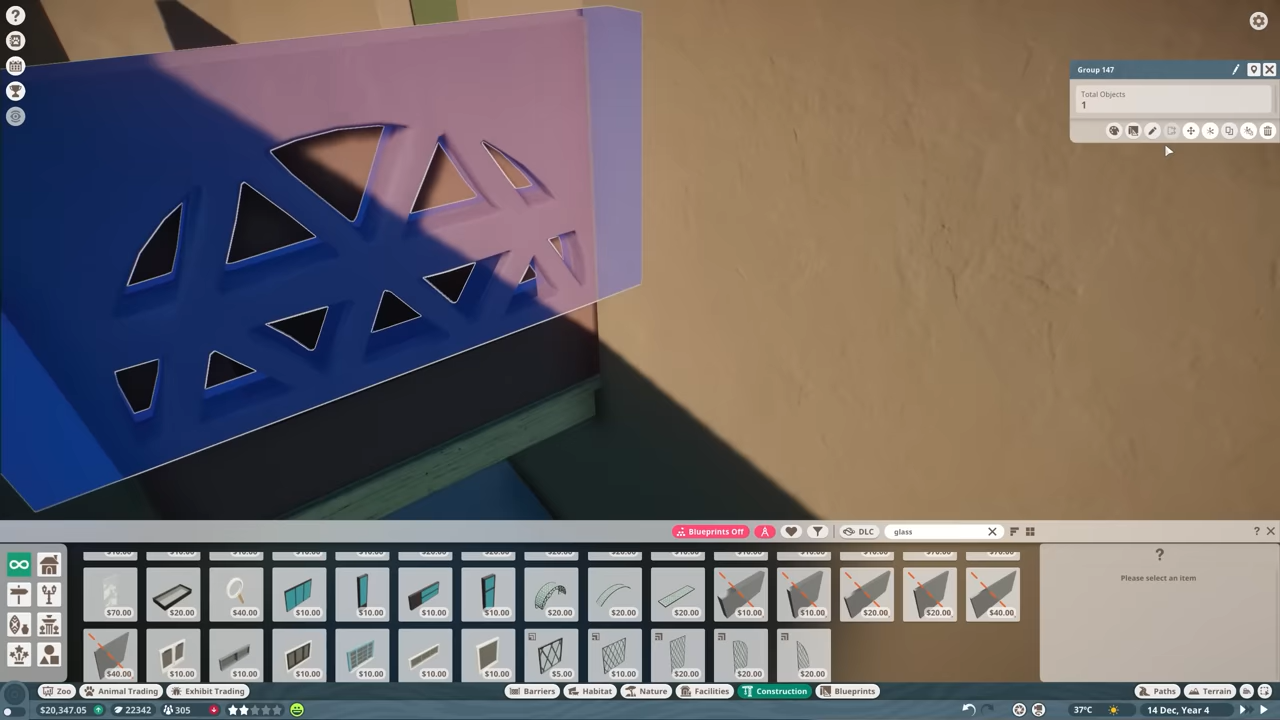 ?
Group 147
Total Objects
1
Blueprints Off
DLC
glass
?
$70.00
$20.00
$40.00
$10.00
$10.00
$10.00
$10.00
$20.00
$20.00
$20.00
$10.00
$10.00
$20.00
$20.00
$40.00
?
Please select an item
$40.00
$10.00
$10.00
$10.00
$10.00
$10.00
$10.00
$5.00
$10.00
$20.00
$20.00
$20.00
Zoo
Animal Trading
Exhibit Trading
Barriers
Habitat
Nature
Facilities
Construction
Blueprints
Paths
Terrain
$20,347.05
22342
305
37°C
14 Dec, Year 4